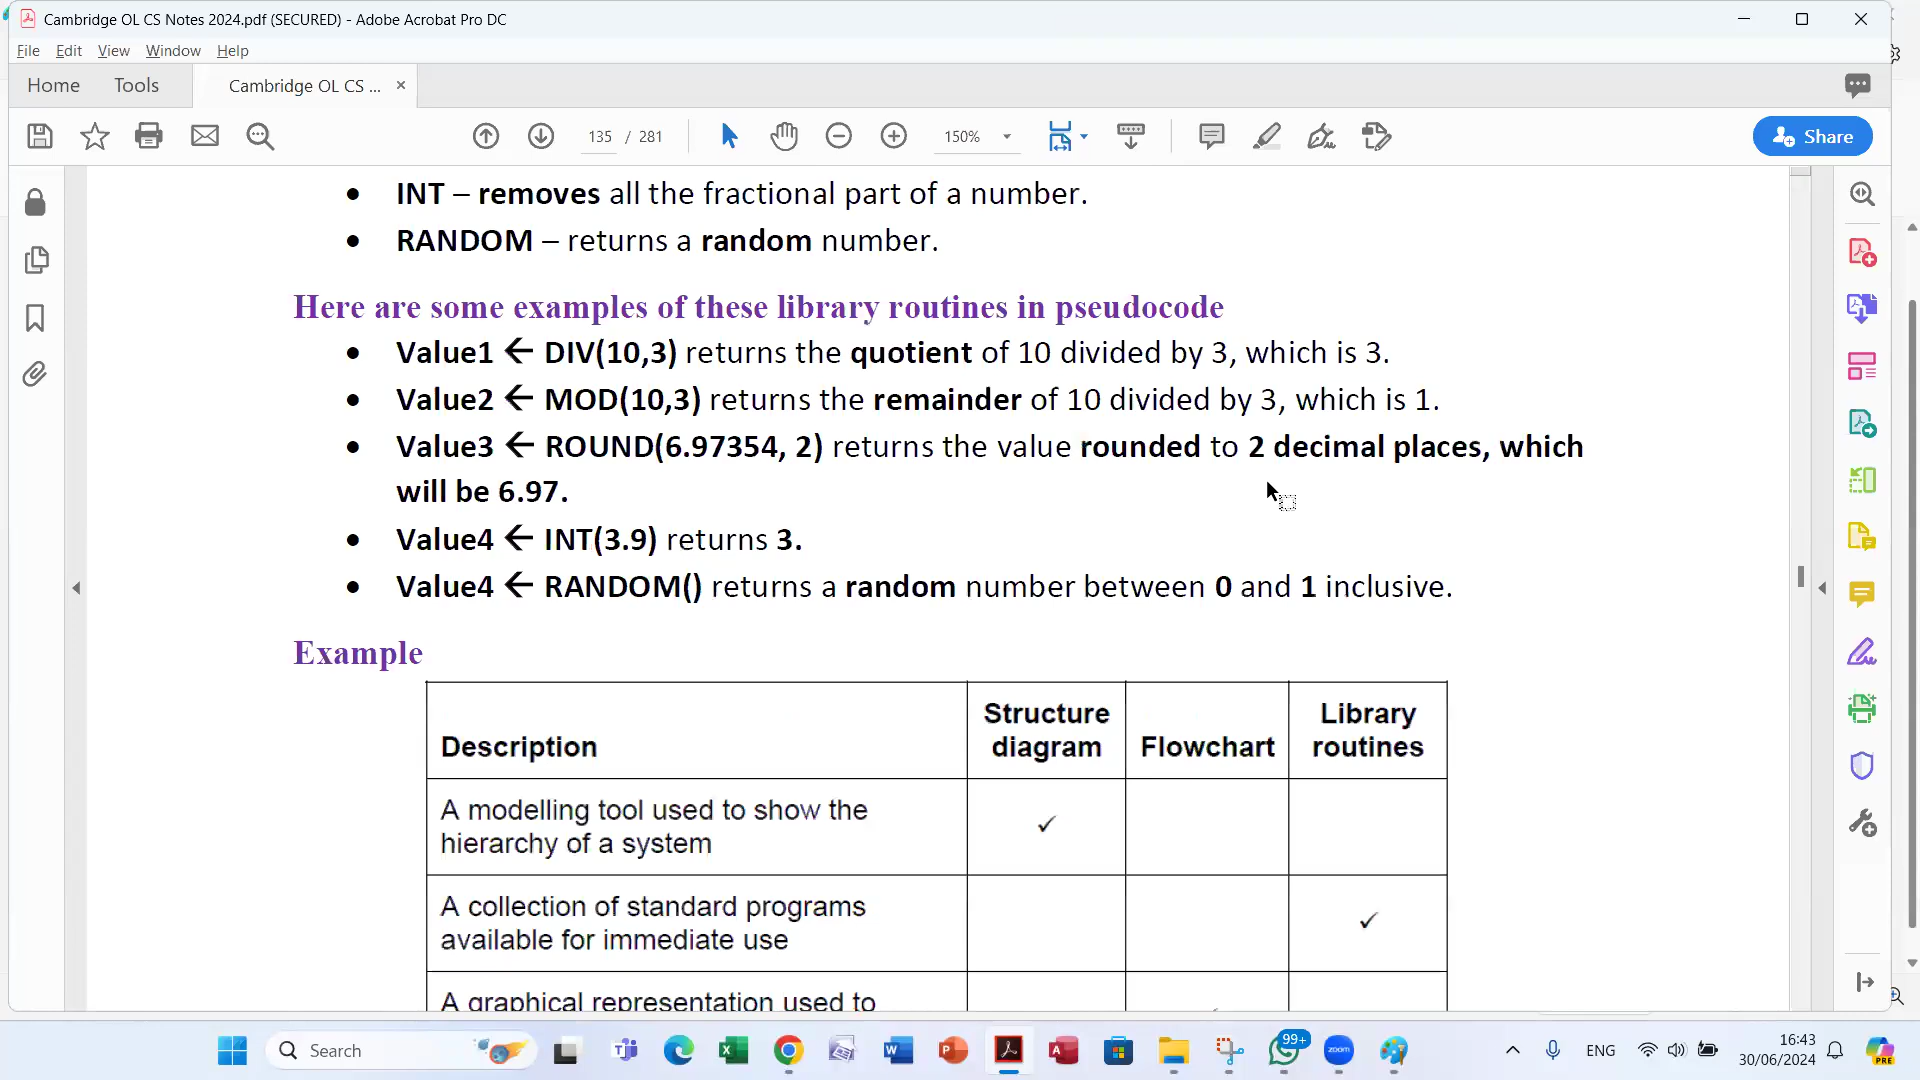 Cambridge OL CS Notes 2024.pdf (SECURED) - Adobe Acrobat Pro DC
File Edit View Window Help
Home Tools Cambridge OL CS ... ×
135 / 281 150% Share
• INT – removes all the fractional part of a number.
• RANDOM – returns a random number.
Here are some examples of these library routines in pseudocode
• Value1 ← DIV(10,3) returns the quotient of 10 divided by 3, which is 3.
• Value2 ← MOD(10,3) returns the remainder of 10 divided by 3, which is 1.
• Value3 ← ROUND(6.97354, 2) returns the value rounded to 2 decimal places, which
will be 6.97.
• Value4 ← INT(3.9) returns 3.
• Value4 ← RANDOM() returns a random number between 0 and 1 inclusive.
Example
Structure Library
Description diagram Flowchart routines
A modelling tool used to show the
hierarchy of a system ✓
A collection of standard programs
available for immediate use ✓
A graphical representation used to
Search 99+ zoom ENG 16:43
30/06/2024 PRE